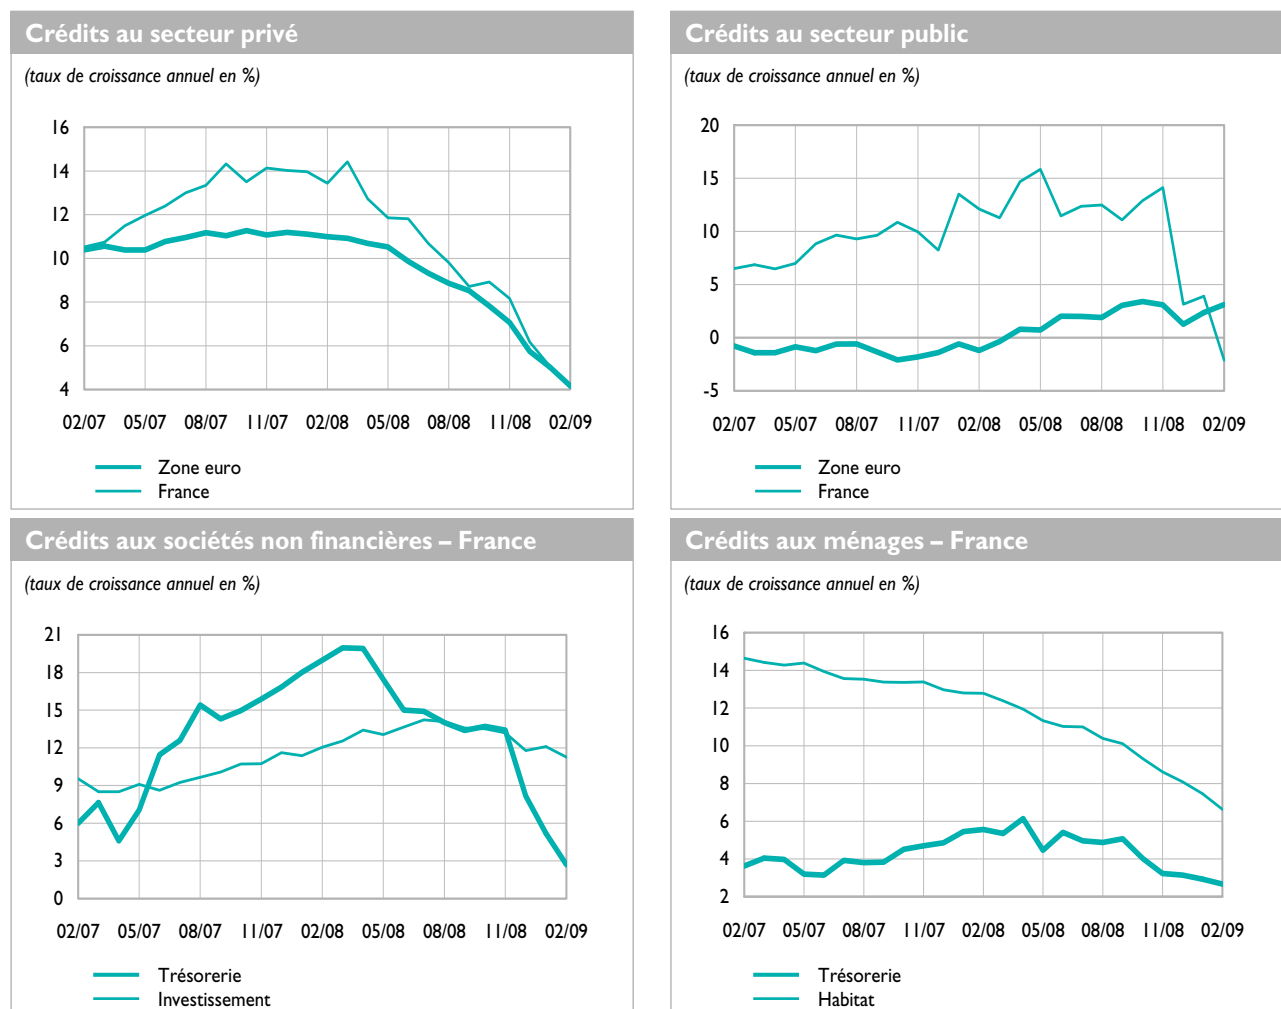 Crédits au secteur privé
(taux de croissance annuel en %)
16
14
12
10
8
6
4
02/07 05/07 08/07 11/07 02/08 05/08 08/08 11/08 02/09
Zone euro
France
Crédits au secteur public
(taux de croissance annuel en %)
20
15
10
5
0
-5
02/07 05/07 08/07 11/07 02/08 05/08 08/08 11/08 02/09
Zone euro
France
Crédits aux sociétés non financières – France
(taux de croissance annuel en %)
21
18
15
12
9
6
3
0
02/07 05/07 08/07 11/07 02/08 05/08 08/08 11/08 02/09
Trésorerie
Investissement
Crédits aux ménages – France
(taux de croissance annuel en %)
16
14
12
10
8
6
4
2
02/07 05/07 08/07 11/07 02/08 05/08 08/08 11/08 02/09
Trésorerie
Habitat